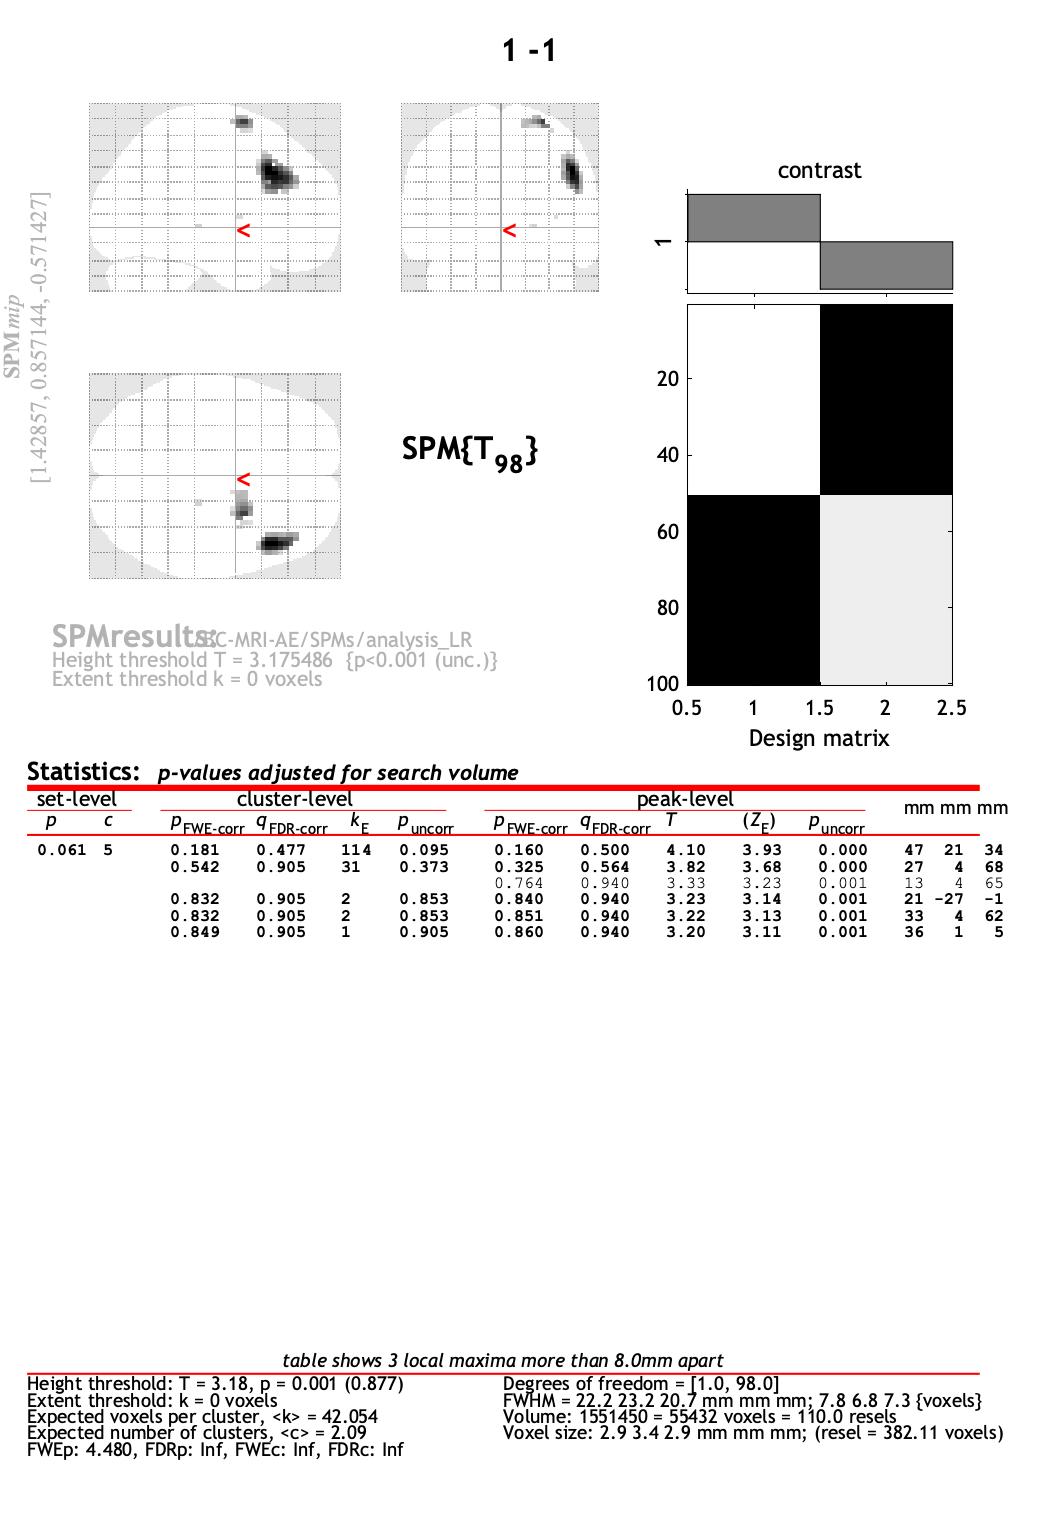 1 -1
contrast
1
SPMmip
[1.42857, 0.857144, -0.571427]
<
<
<
SPM{T98}
20
40
60
80
100
0.5 1 1.5 2 2.5
Design matrix
SPMresults: C-MRI-AE/SPMs/analysis_LR
Height threshold T = 3.175486 {p<0.001 (unc.)}
Extent threshold k = 0 voxels
Statistics: p-values adjusted for search volume
set-level cluster-level peak-level mm mm mm
p c pFWE-corr qFDR-corr kE puncorr pFWE-corr qFDR-corr T (ZE) puncorr
0.061 5 0.181 0.477 114 0.095 0.160 0.500 4.10 3.93 0.000 47 21 34
0.542 0.905 31 0.373 0.325 0.564 3.82 3.68 0.000 27 4 68
0.764 0.940 3.33 3.23 0.001 13 4 65
0.832 0.905 2 0.853 0.840 0.940 3.23 3.14 0.001 21 -27 -1
0.832 0.905 2 0.853 0.851 0.940 3.22 3.13 0.001 33 4 62
0.849 0.905 1 0.905 0.860 0.940 3.20 3.11 0.001 36 1 5
table shows 3 local maxima more than 8.0mm apart
Height threshold: T = 3.18, p = 0.001 (0.877)
Extent threshold: k = 0 voxels
Expected voxels per cluster, <k> = 42.054
Expected number of clusters, <c> = 2.09
FWEp: 4.480, FDRp: Inf, FWEc: Inf, FDRc: Inf
Degrees of freedom = [1.0, 98.0]
FWHM = 22.2 23.2 20.7 mm mm mm; 7.8 6.8 7.3 {voxels}
Volume: 1551450 = 55432 voxels = 110.0 resels
Voxel size: 2.9 3.4 2.9 mm mm mm; (resel = 382.11 voxels)